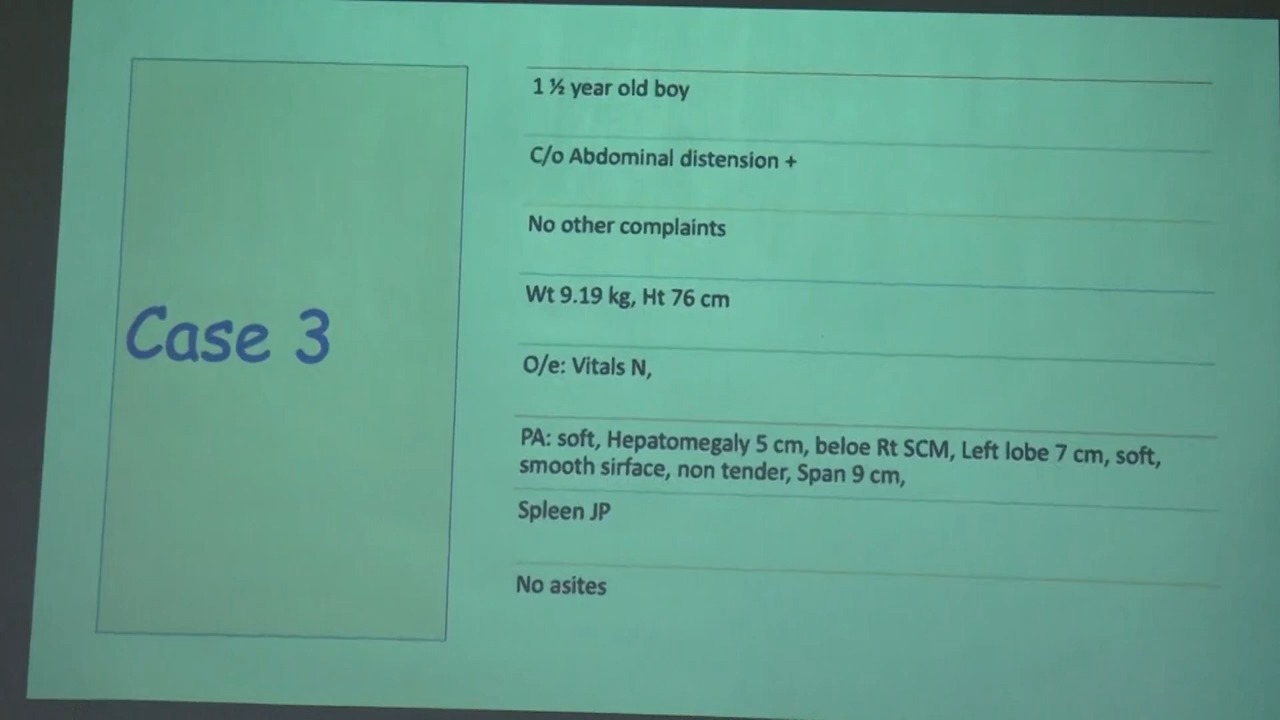 Case 3
1 ½ year old boy
C/o Abdominal distension +
No other complaints
Wt 9.19 kg, Ht 76 cm
O/e: Vitals N,
PA: soft, Hepatomegaly 5 cm, beloe Rt SCM, Left lobe 7 cm, soft,
smooth sirface, non tender, Span 9 cm,
Spleen JP
No asites